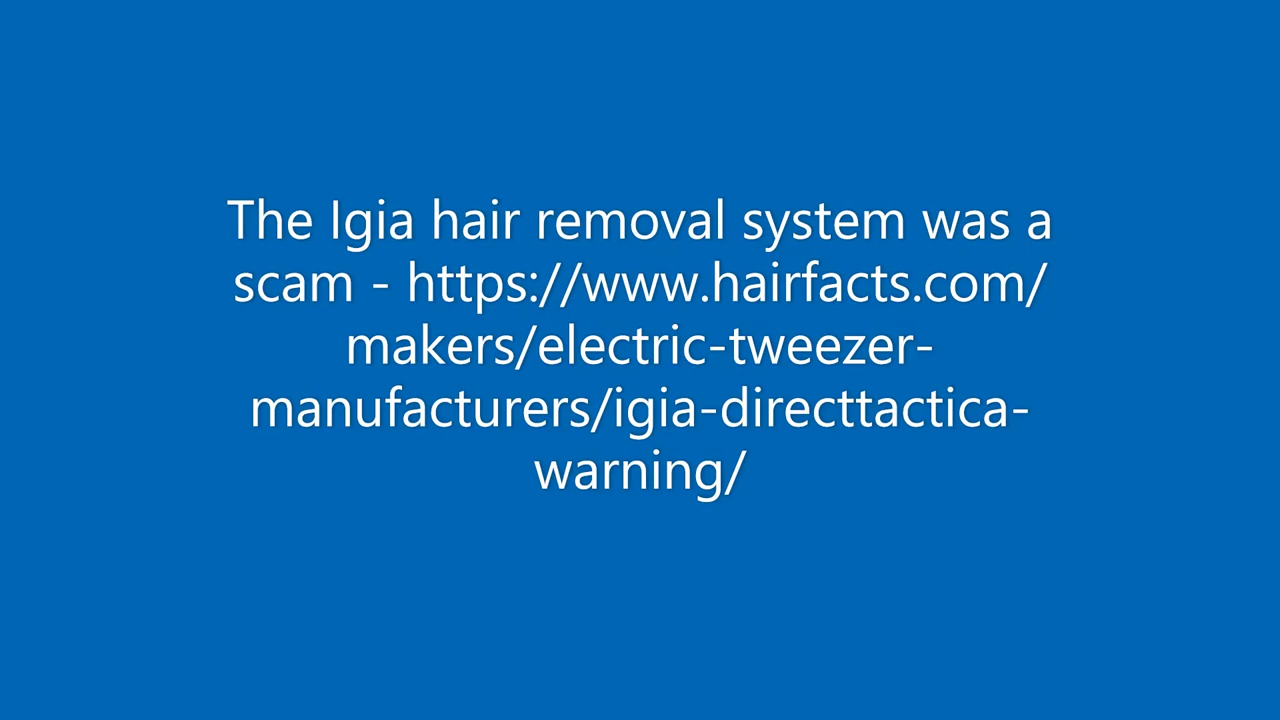 The Igia hair removal system was a
scam - https://www.hairfacts.com/
makers/electric-tweezer-
manufacturers/igia-directtactica-
warning/